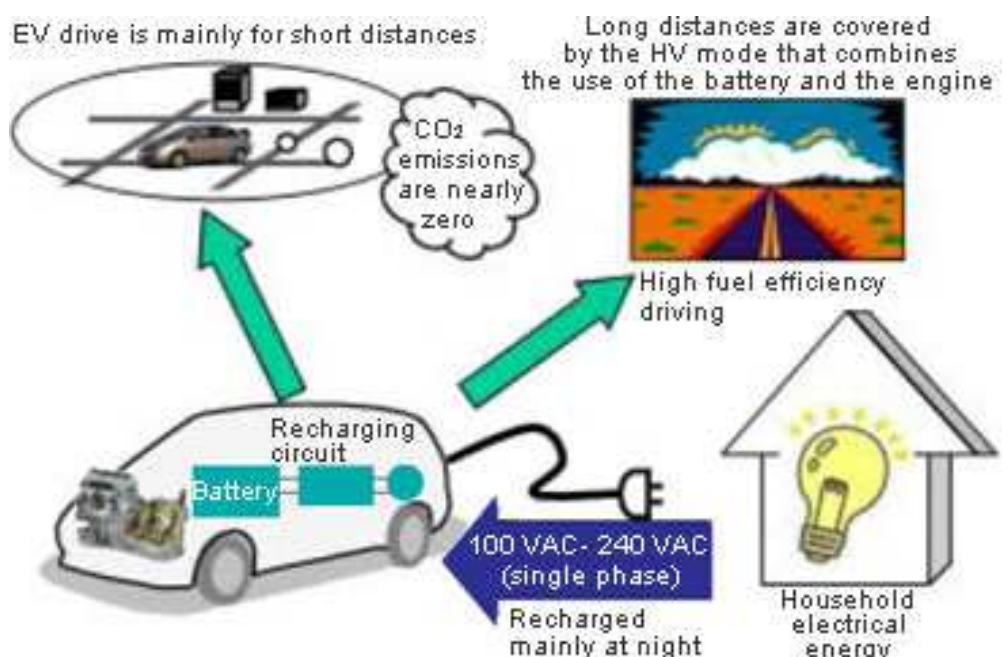 EV drive is mainly for short distances
Long distances are covered
by the HV mode that combines
the use of the battery and the engine
CO₂
emissions
are nearly
zero
High fuel efficiency
driving
Recharging
circuit
Battery
100 VAC- 240 VAC
(single phase)
Recharged
mainly at night
Household
electrical
energy